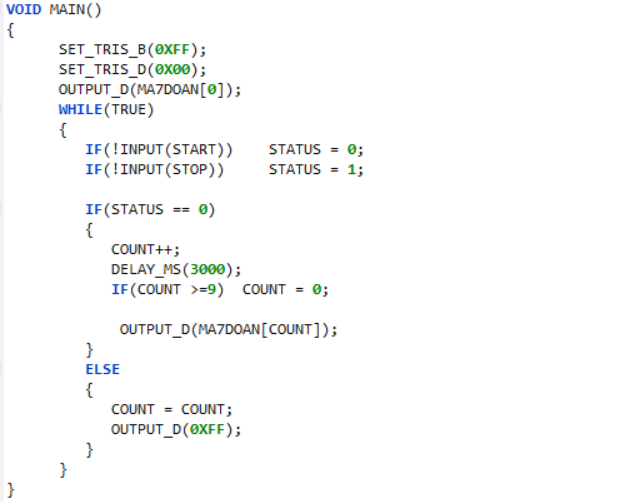 VOID MAIN()
{
SET_TRIS_B(0XFF);
SET_TRIS_D(0X00);
OUTPUT_D(MA7DOAN[0]);
WHILE(TRUE)
{
IF(!INPUT(START)) STATUS = 0;
IF(!INPUT(STOP)) STATUS = 1;
IF(STATUS == 0)
{
COUNT++;
DELAY_MS(3000);
IF(COUNT >=9) COUNT = 0;
OUTPUT_D(MA7DOAN[COUNT]);
}
ELSE
{
COUNT = COUNT;
OUTPUT_D(0XFF);
}
}
}